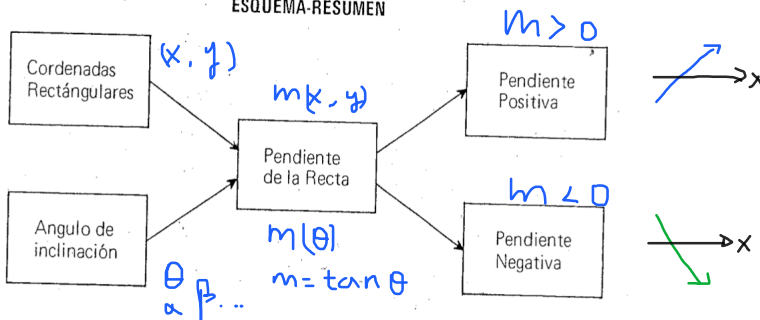 ESQUEMA-RESUMEN
m > 0
(x, y)
Cordenadas
Rectángulares
m(x, y)
Pendiente
Positiva
x
Pendiente
de la Recta
m < 0
Angulo de
inclinación
m(θ)
Pendiente
Negativa
x
θ
m = tan θ
α β...